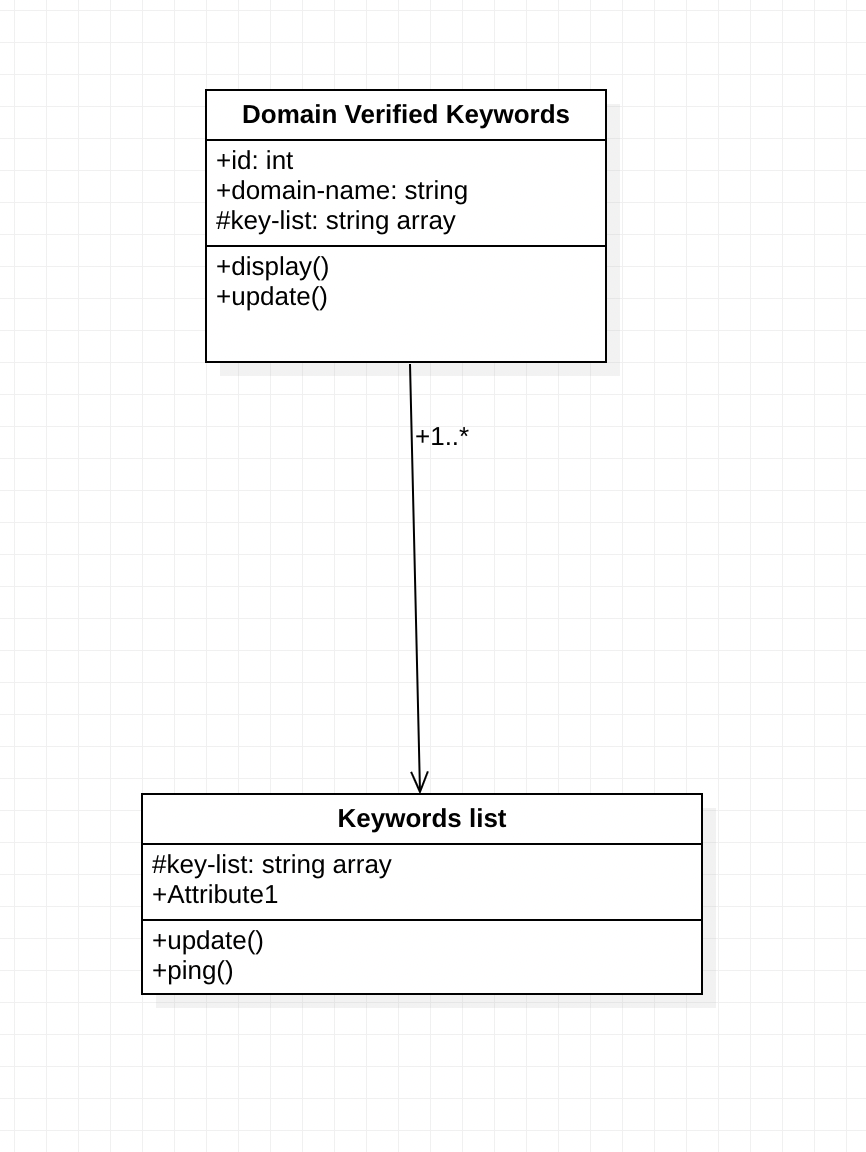 Domain Verified Keywords
+id: int
+domain-name: string
#key-list: string array
+display()
+update()
+1..*
Keywords list
#key-list: string array
+Attribute1
+update()
+ping()